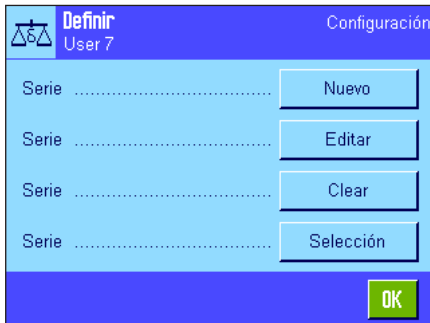 Definir Configuración
User 7
Serie .................................... Nuevo
Serie .................................... Editar
Serie .................................... Clear
Serie .................................... Selección
OK